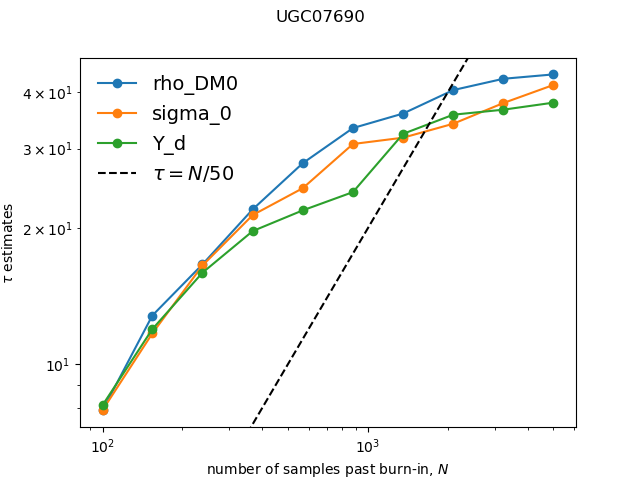 UGC07690
rho_DM0
sigma_0
Y_d
τ = N/50
4 × 10¹
3 × 10¹
2 × 10¹
10¹
τ estimates
10² 10³
number of samples past burn-in, N